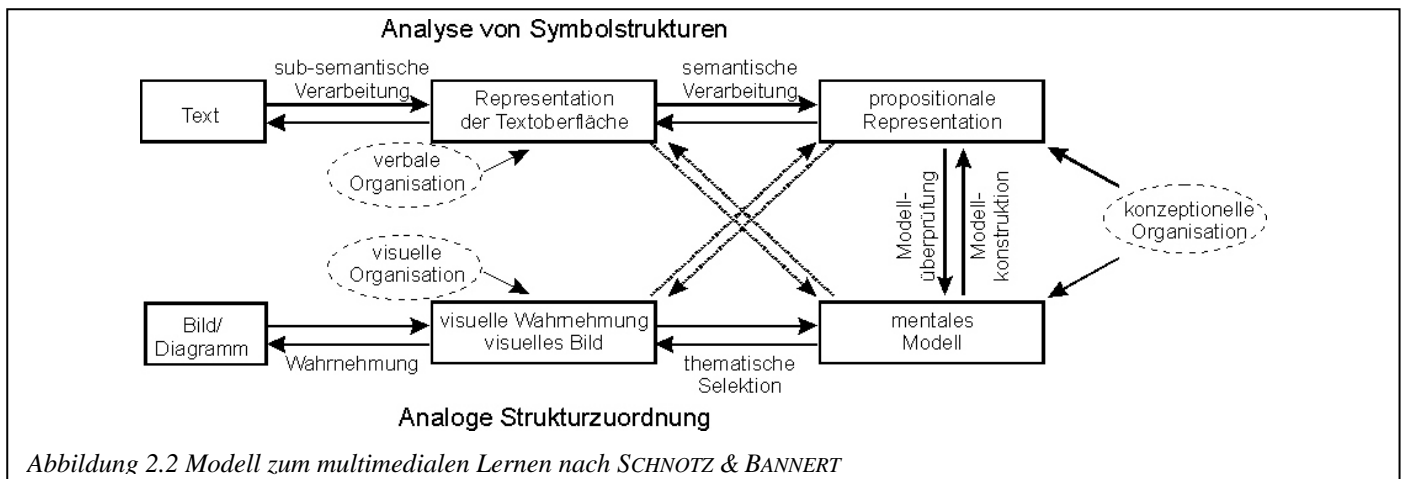 Analyse von Symbolstrukturen
sub-semantische
Verarbeitung
semantische
Verarbeitung
Text
Representation
der Textoberfläche
propositionale
Representation
verbale
Organisation
Modell-
überprüfung
Modell-
konstruktion
konzeptionelle
Organisation
visuelle
Organisation
Bild/
Diagramm
visuelle Wahrnehmung
visuelles Bild
mentales
Modell
Wahrnehmung
thematische
Selektion
Analoge Strukturzuordnung
Abbildung 2.2 Modell zum multimedialen Lernen nach SCHNOTZ & BANNERT